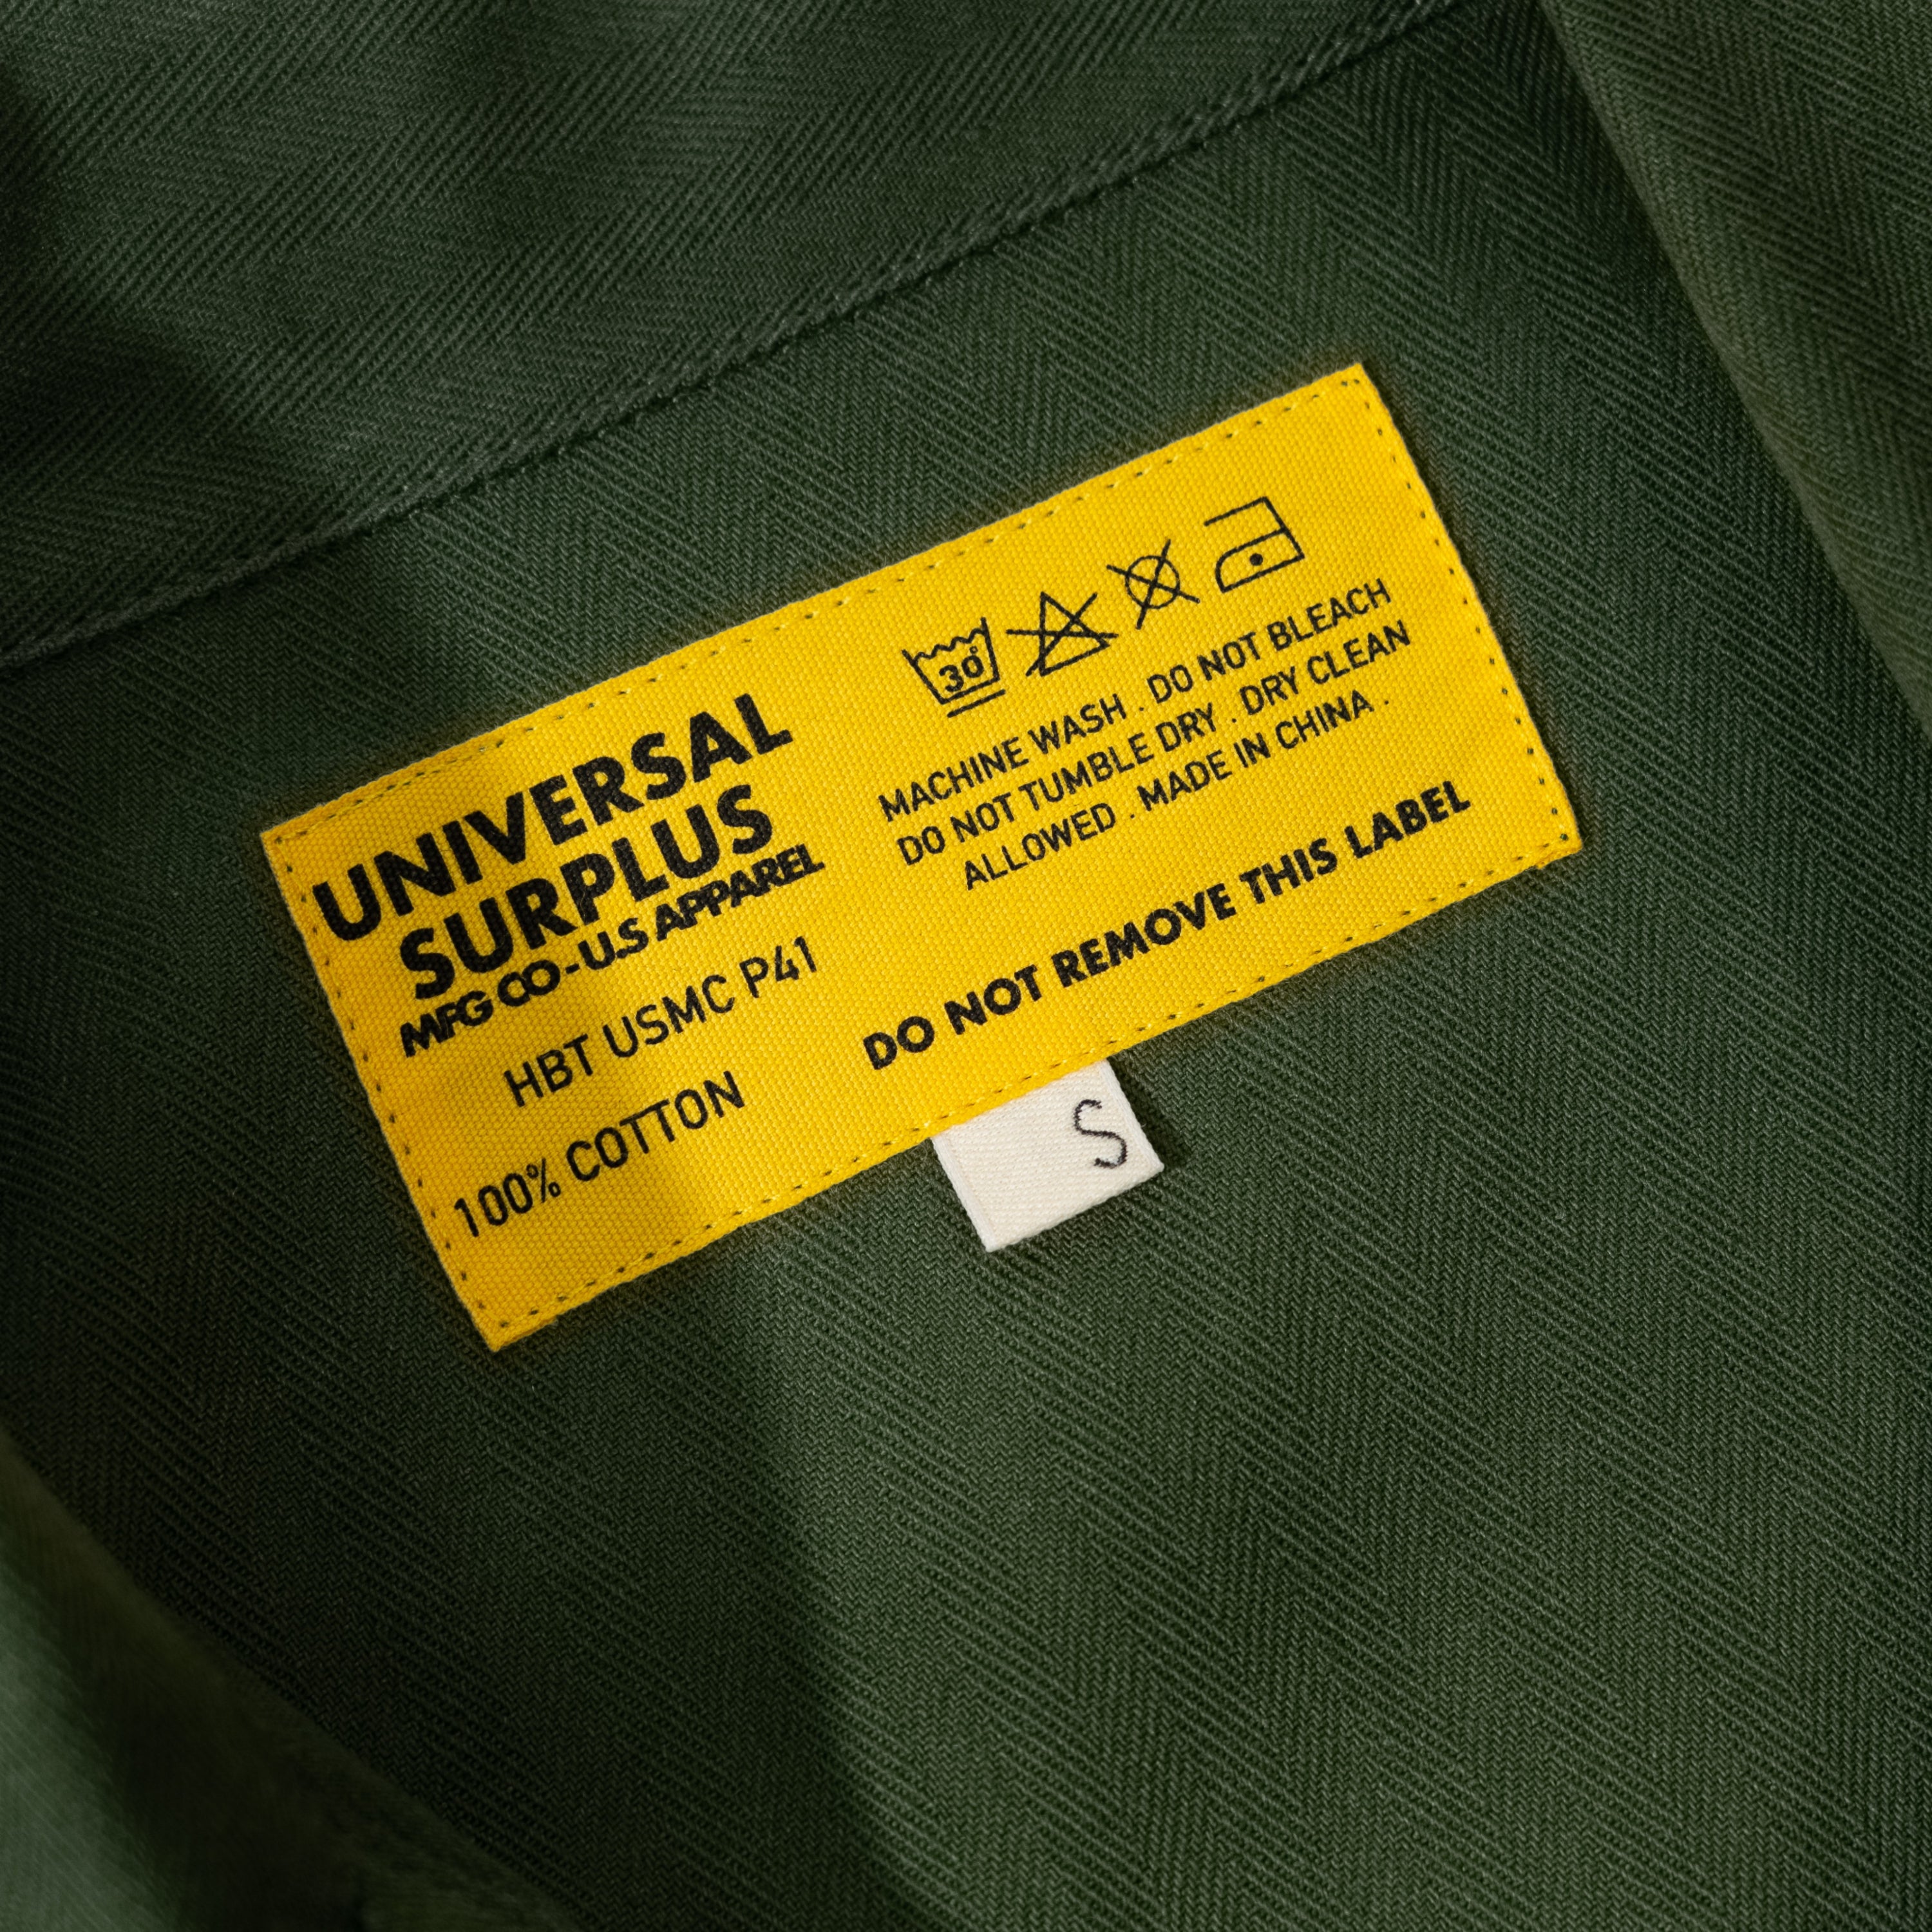 UNIVERSAL
SURPLUS
MFG CO - U.S APPAREL
HBT USMC P41
100% COTTON
30°
MACHINE WASH . DO NOT BLEACH
DO NOT TUMBLE DRY . DRY CLEAN
ALLOWED . MADE IN CHINA .
DO NOT REMOVE THIS LABEL
S